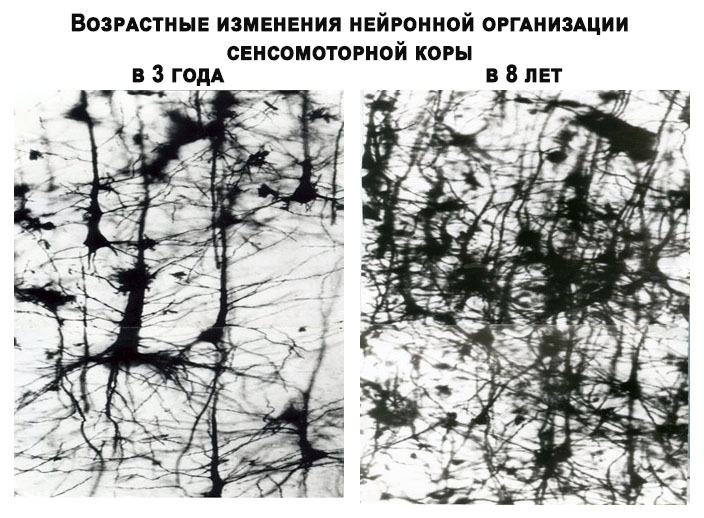 Возрастные изменения нейронной организации
сенсомоторной коры
в 3 года
в 8 лет